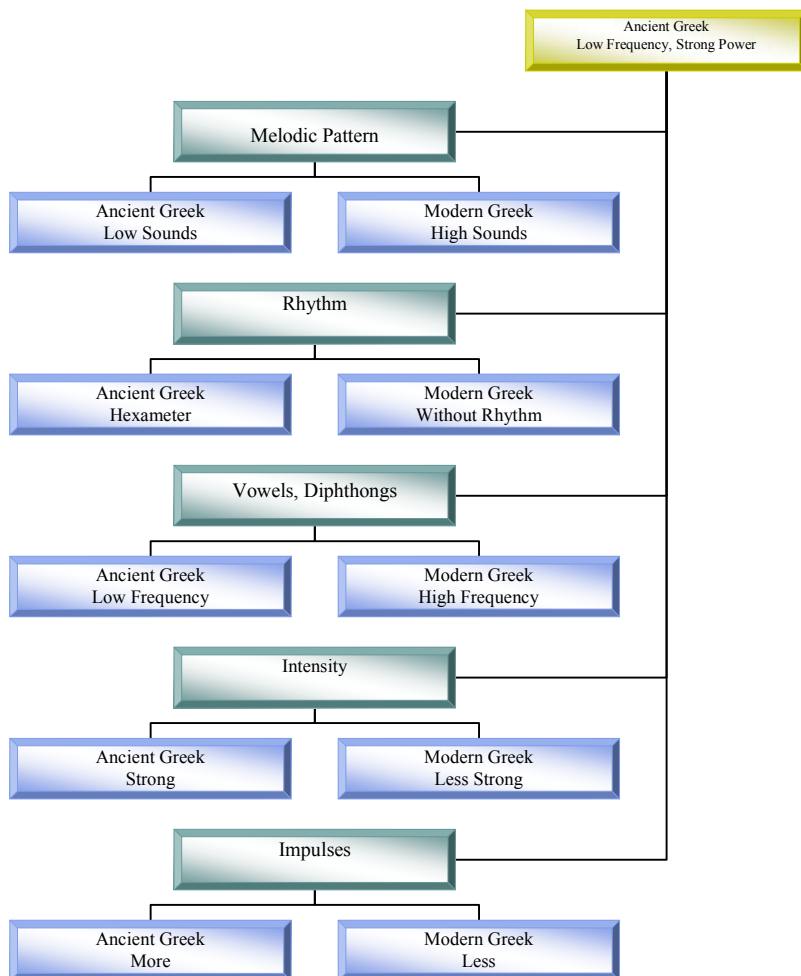 Ancient Greek
Low Frequency, Strong Power
Melodic Pattern
Ancient Greek
Low Sounds
Modern Greek
High Sounds
Rhythm
Ancient Greek
Hexameter
Modern Greek
Without Rhythm
Vowels, Diphthongs
Ancient Greek
Low Frequency
Modern Greek
High Frequency
Intensity
Ancient Greek
Strong
Modern Greek
Less Strong
Impulses
Ancient Greek
More
Modern Greek
Less